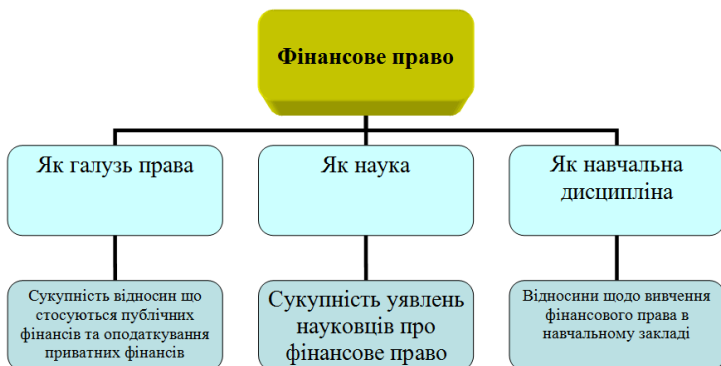 Фінансове право
Як галузь права
Як наука
Як навчальна
дисципліна
Сукупність відносин що
стосуються публічних
фінансів та оподаткування
приватних фінансів
Сукупність уявлень
науковців про
фінансове право
Відносини щодо вивчення
фінансового права в
навчальному закладі